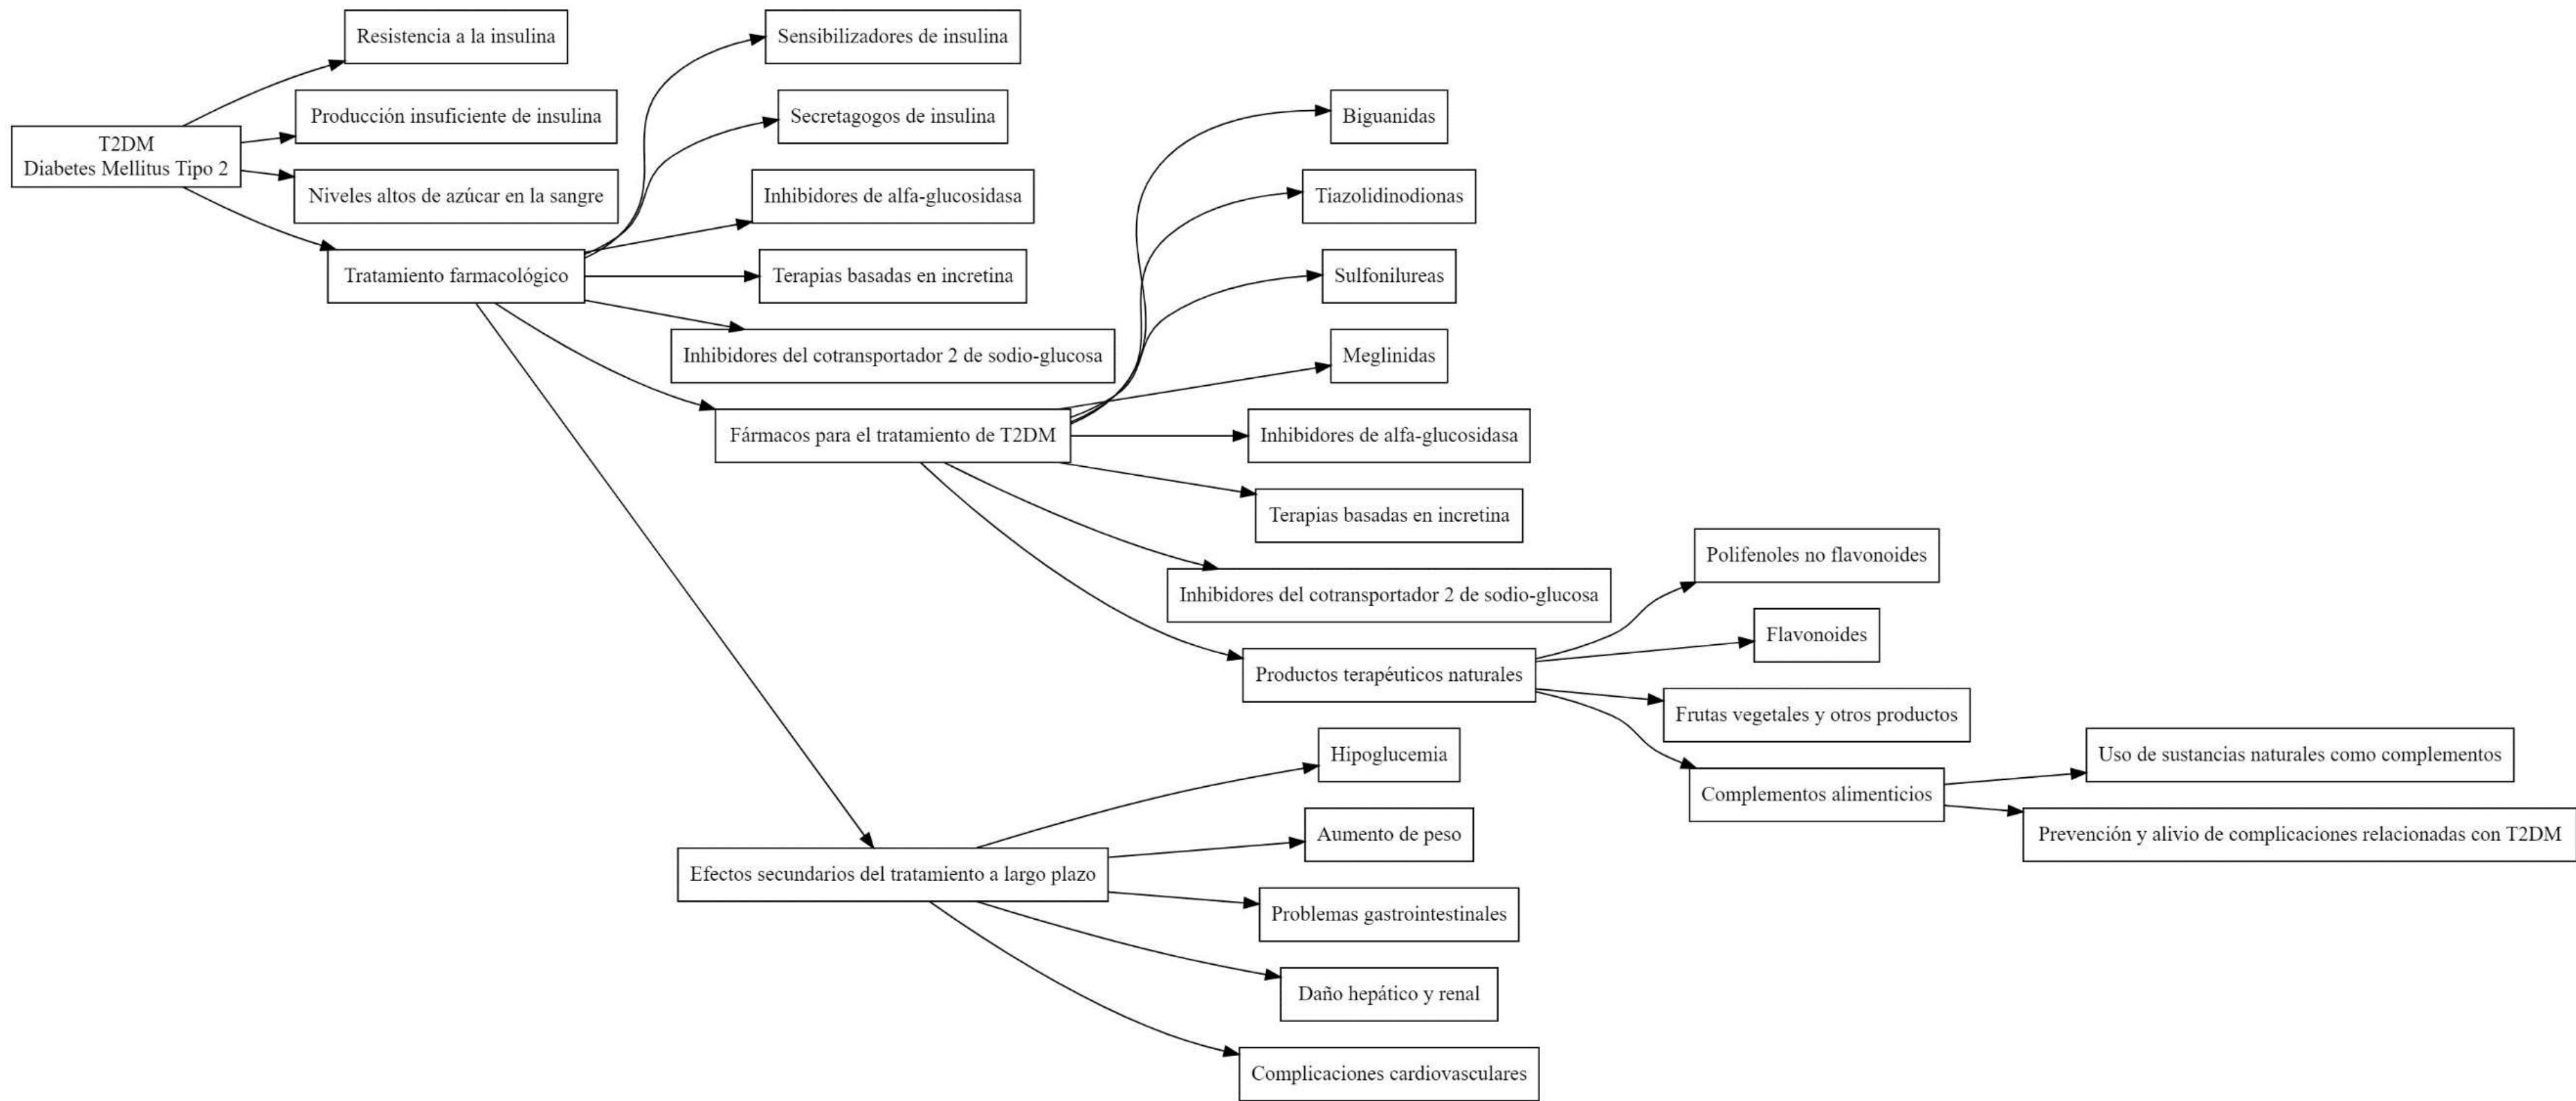 T2DM
Diabetes Mellitus Tipo 2
Resistencia a la insulina
Producción insuficiente de insulina
Niveles altos de azúcar en la sangre
Tratamiento farmacológico
Sensibilizadores de insulina
Secretagogos de insulina
Inhibidores de alfa-glucosidasa
Terapias basadas en incretina
Inhibidores del cotransportador 2 de sodio-glucosa
Fármacos para el tratamiento de T2DM
Biguanidas
Tiazolidinodionas
Sulfonilureas
Meglinidas
Inhibidores de alfa-glucosidasa
Terapias basadas en incretina
Inhibidores del cotransportador 2 de sodio-glucosa
Productos terapéuticos naturales
Polifenoles no flavonoides
Flavonoides
Frutas vegetales y otros productos
Complementos alimenticios
Uso de sustancias naturales como complementos
Prevención y alivio de complicaciones relacionadas con T2DM
Efectos secundarios del tratamiento a largo plazo
Hipoglucemia
Aumento de peso
Problemas gastrointestinales
Daño hepático y renal
Complicaciones cardiovasculares